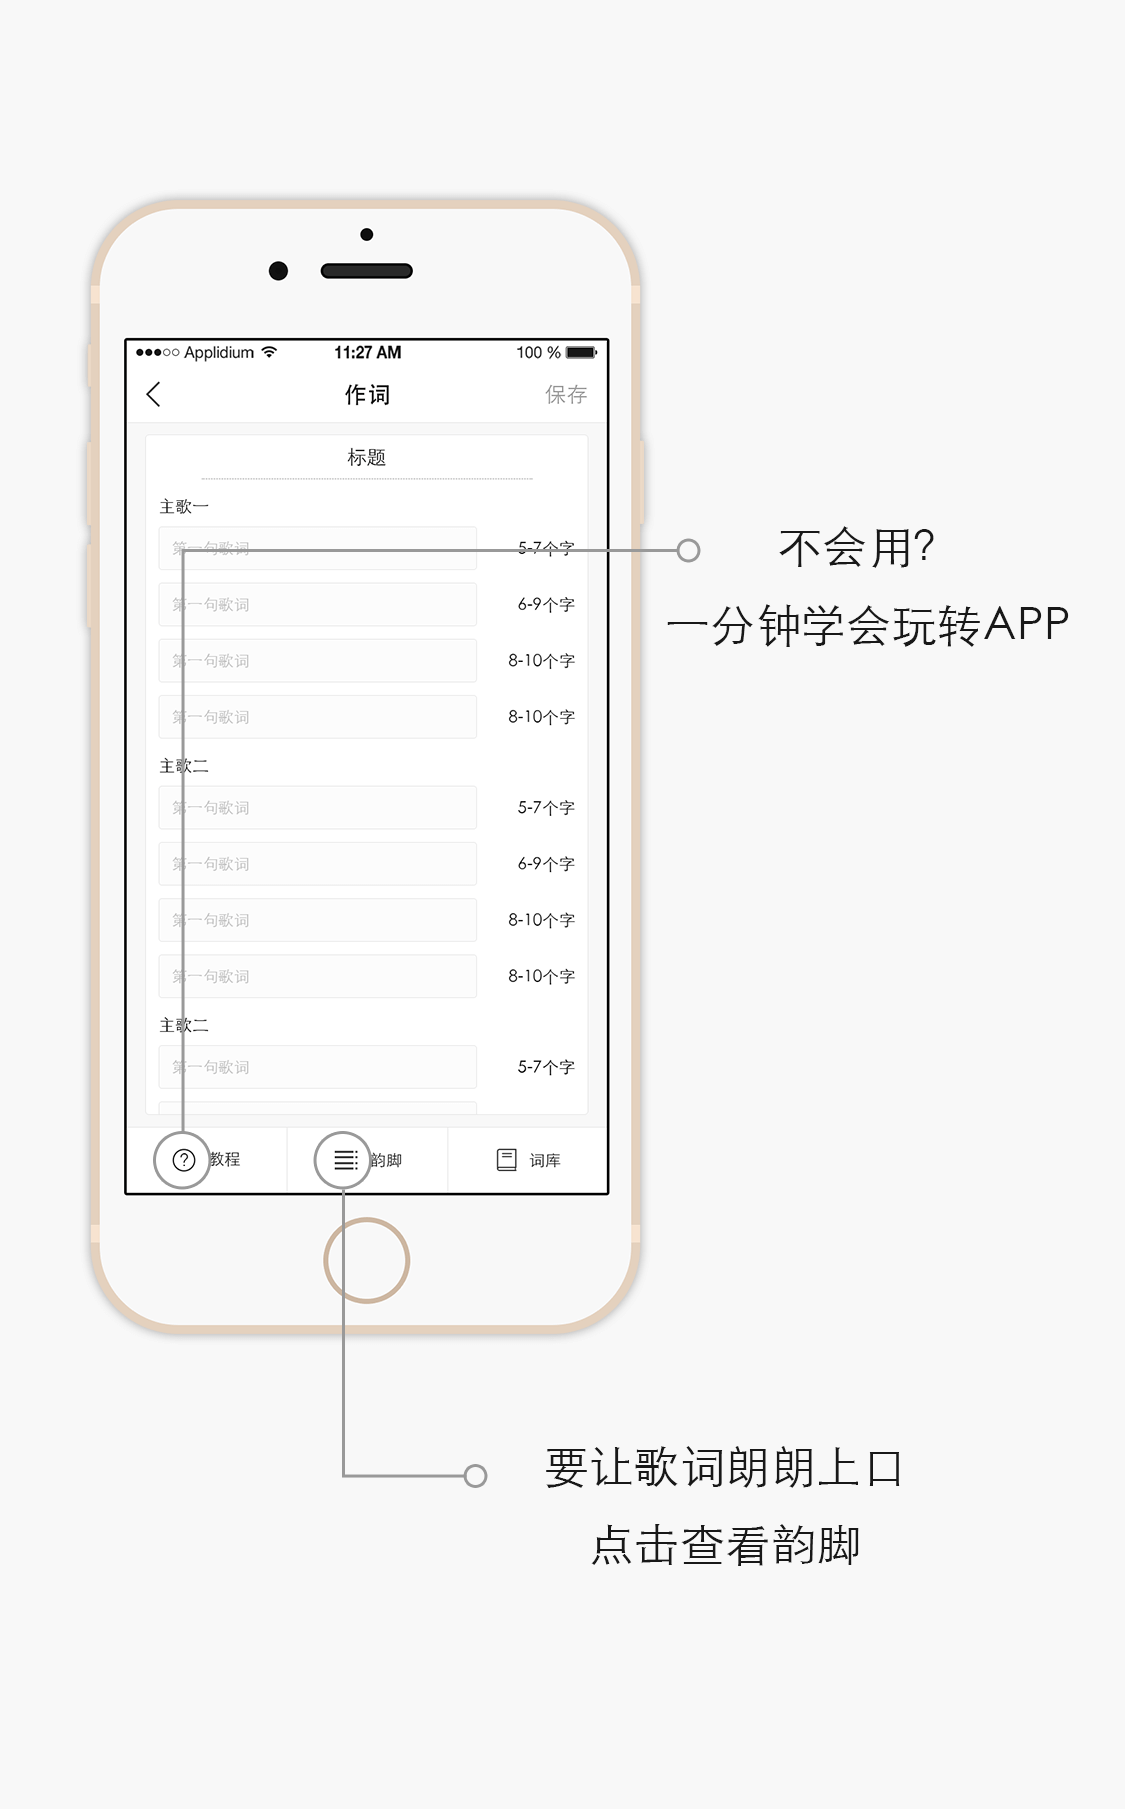 Applidium 11:27 AM 100 %
作词 保存
标题
主歌一
第一句歌词 5-7个字
不会用?
第一句歌词 6-9个字
一分钟学会玩转APP
第一句歌词 8-10个字
第一句歌词 8-10个字
主歌二
第一句歌词 5-7个字
第一句歌词 6-9个字
第一句歌词 8-10个字
第一句歌词 8-10个字
主歌二
第一句歌词 5-7个字
教程 韵脚 词库
要让歌词朗朗上口
点击查看韵脚